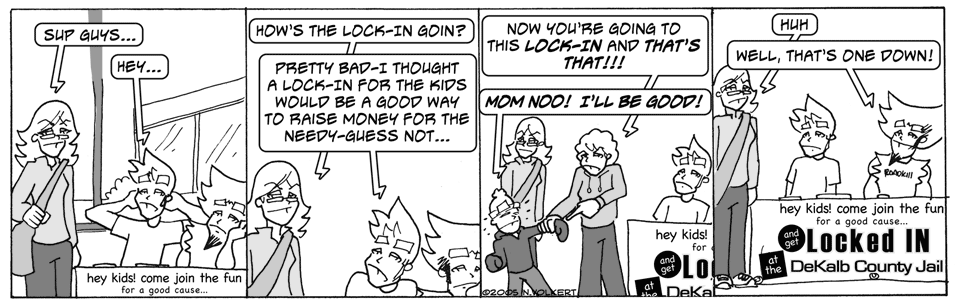 SUP GUYS...
HEY...
hey kids! come join the fun
for a good cause...
HOW'S THE LOCK-IN GOIN?
PRETTY BAD-I THOUGHT
A LOCK-IN FOR THE KIDS
WOULD BE A GOOD WAY
TO RAISE MONEY FOR THE
NEEDY-GUESS NOT...
NOW YOU'RE GOING TO
THIS LOCK-IN AND THAT'S
THAT!!!
MOM NOO! I'LL BE GOOD!
hey kids!
for a
and
get
Lo
at
the
DeKa
©2005 N.VOLKERT
HUH
WELL, THAT'S ONE DOWN!
ROADKILL
hey kids! come join the fun
for a good cause...
and
get
Locked IN
at
the
DeKalb County Jail